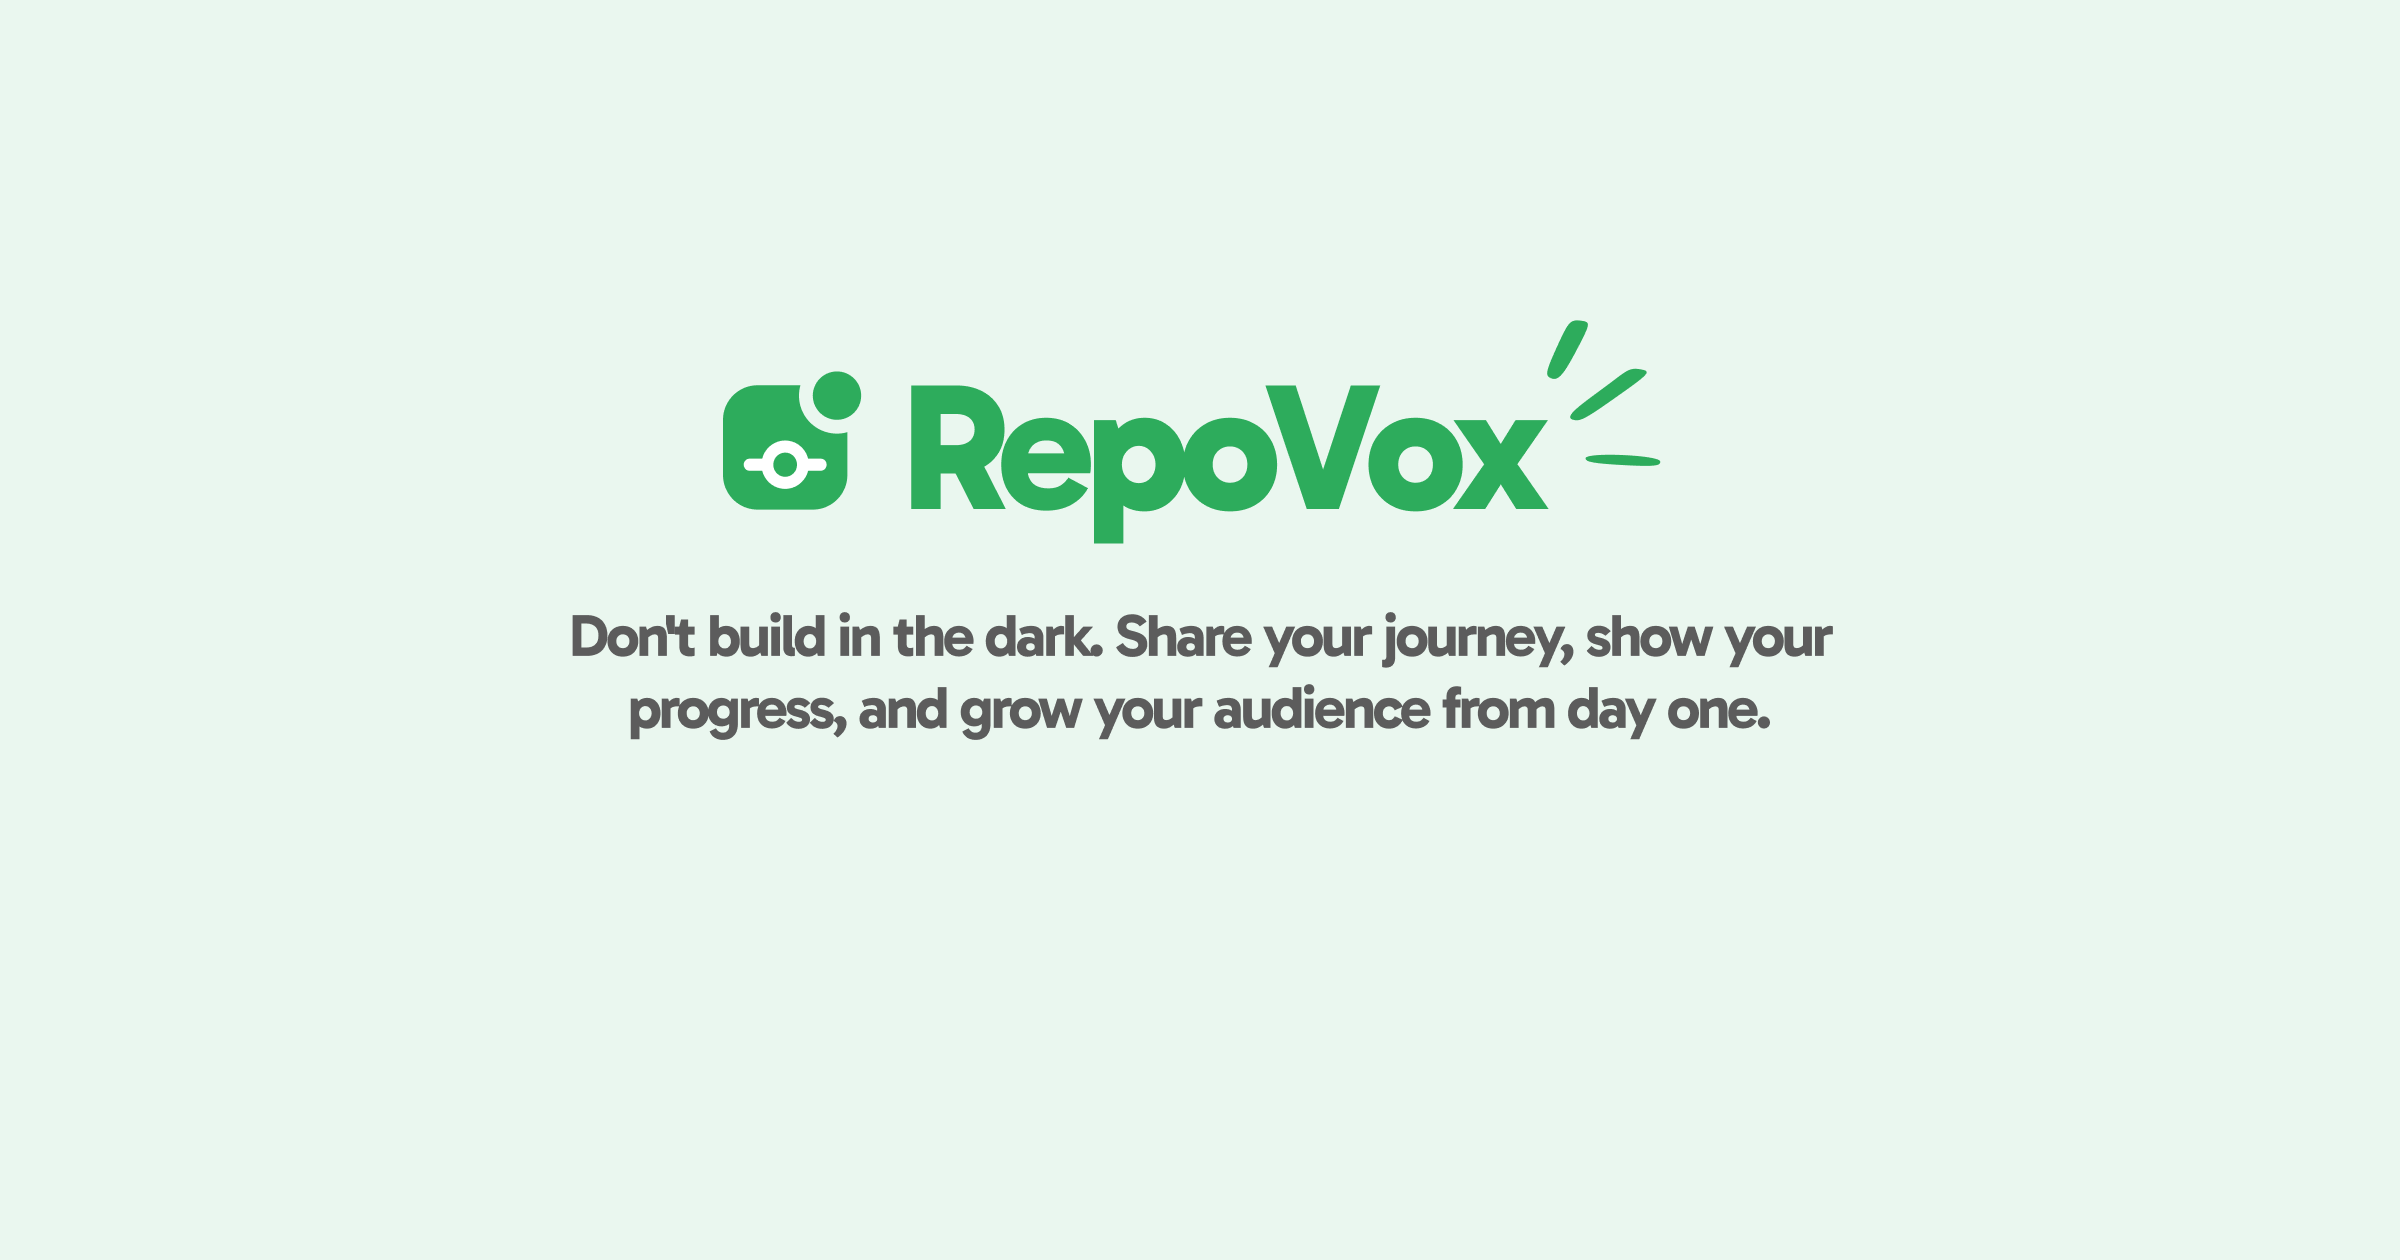 RepoVox
Don't build in the dark. Share your journey, show your
progress, and grow your audience from day one.